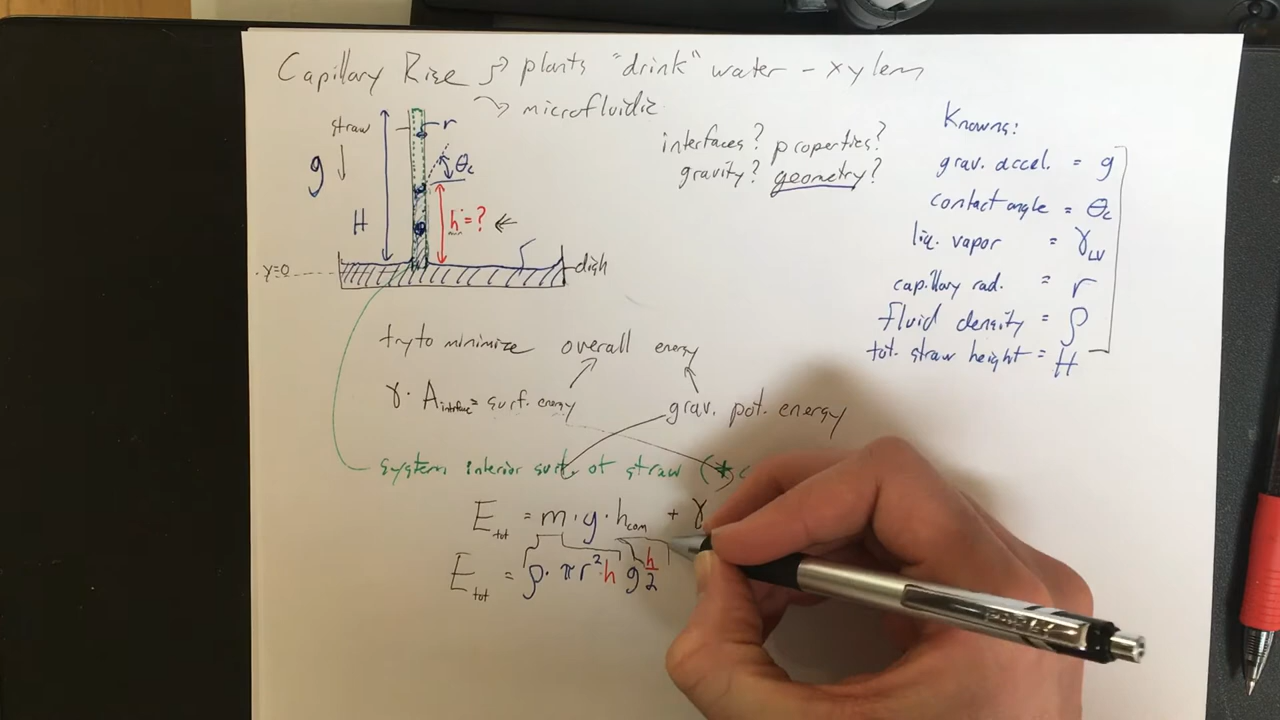 Capillary Rise → plants "drink" water - xylem
→ microfluidic
straw
r
g
θc
H
h = ? ←
y=0
dish
interfaces? properties?
gravity? geometry?
Knowns:
grav. accel. = g
contact angle = θc
liq. vapor = γLV
capillary rad. = r
fluid density = ρ
tot. straw height = H
try to minimize overall energy
γ · Ainterface = surf. energy
grav. pot. energy
system interior surf. of straw (
Etot = m·g·hcom + γ
Etot = ρ·πr²·h g h/2